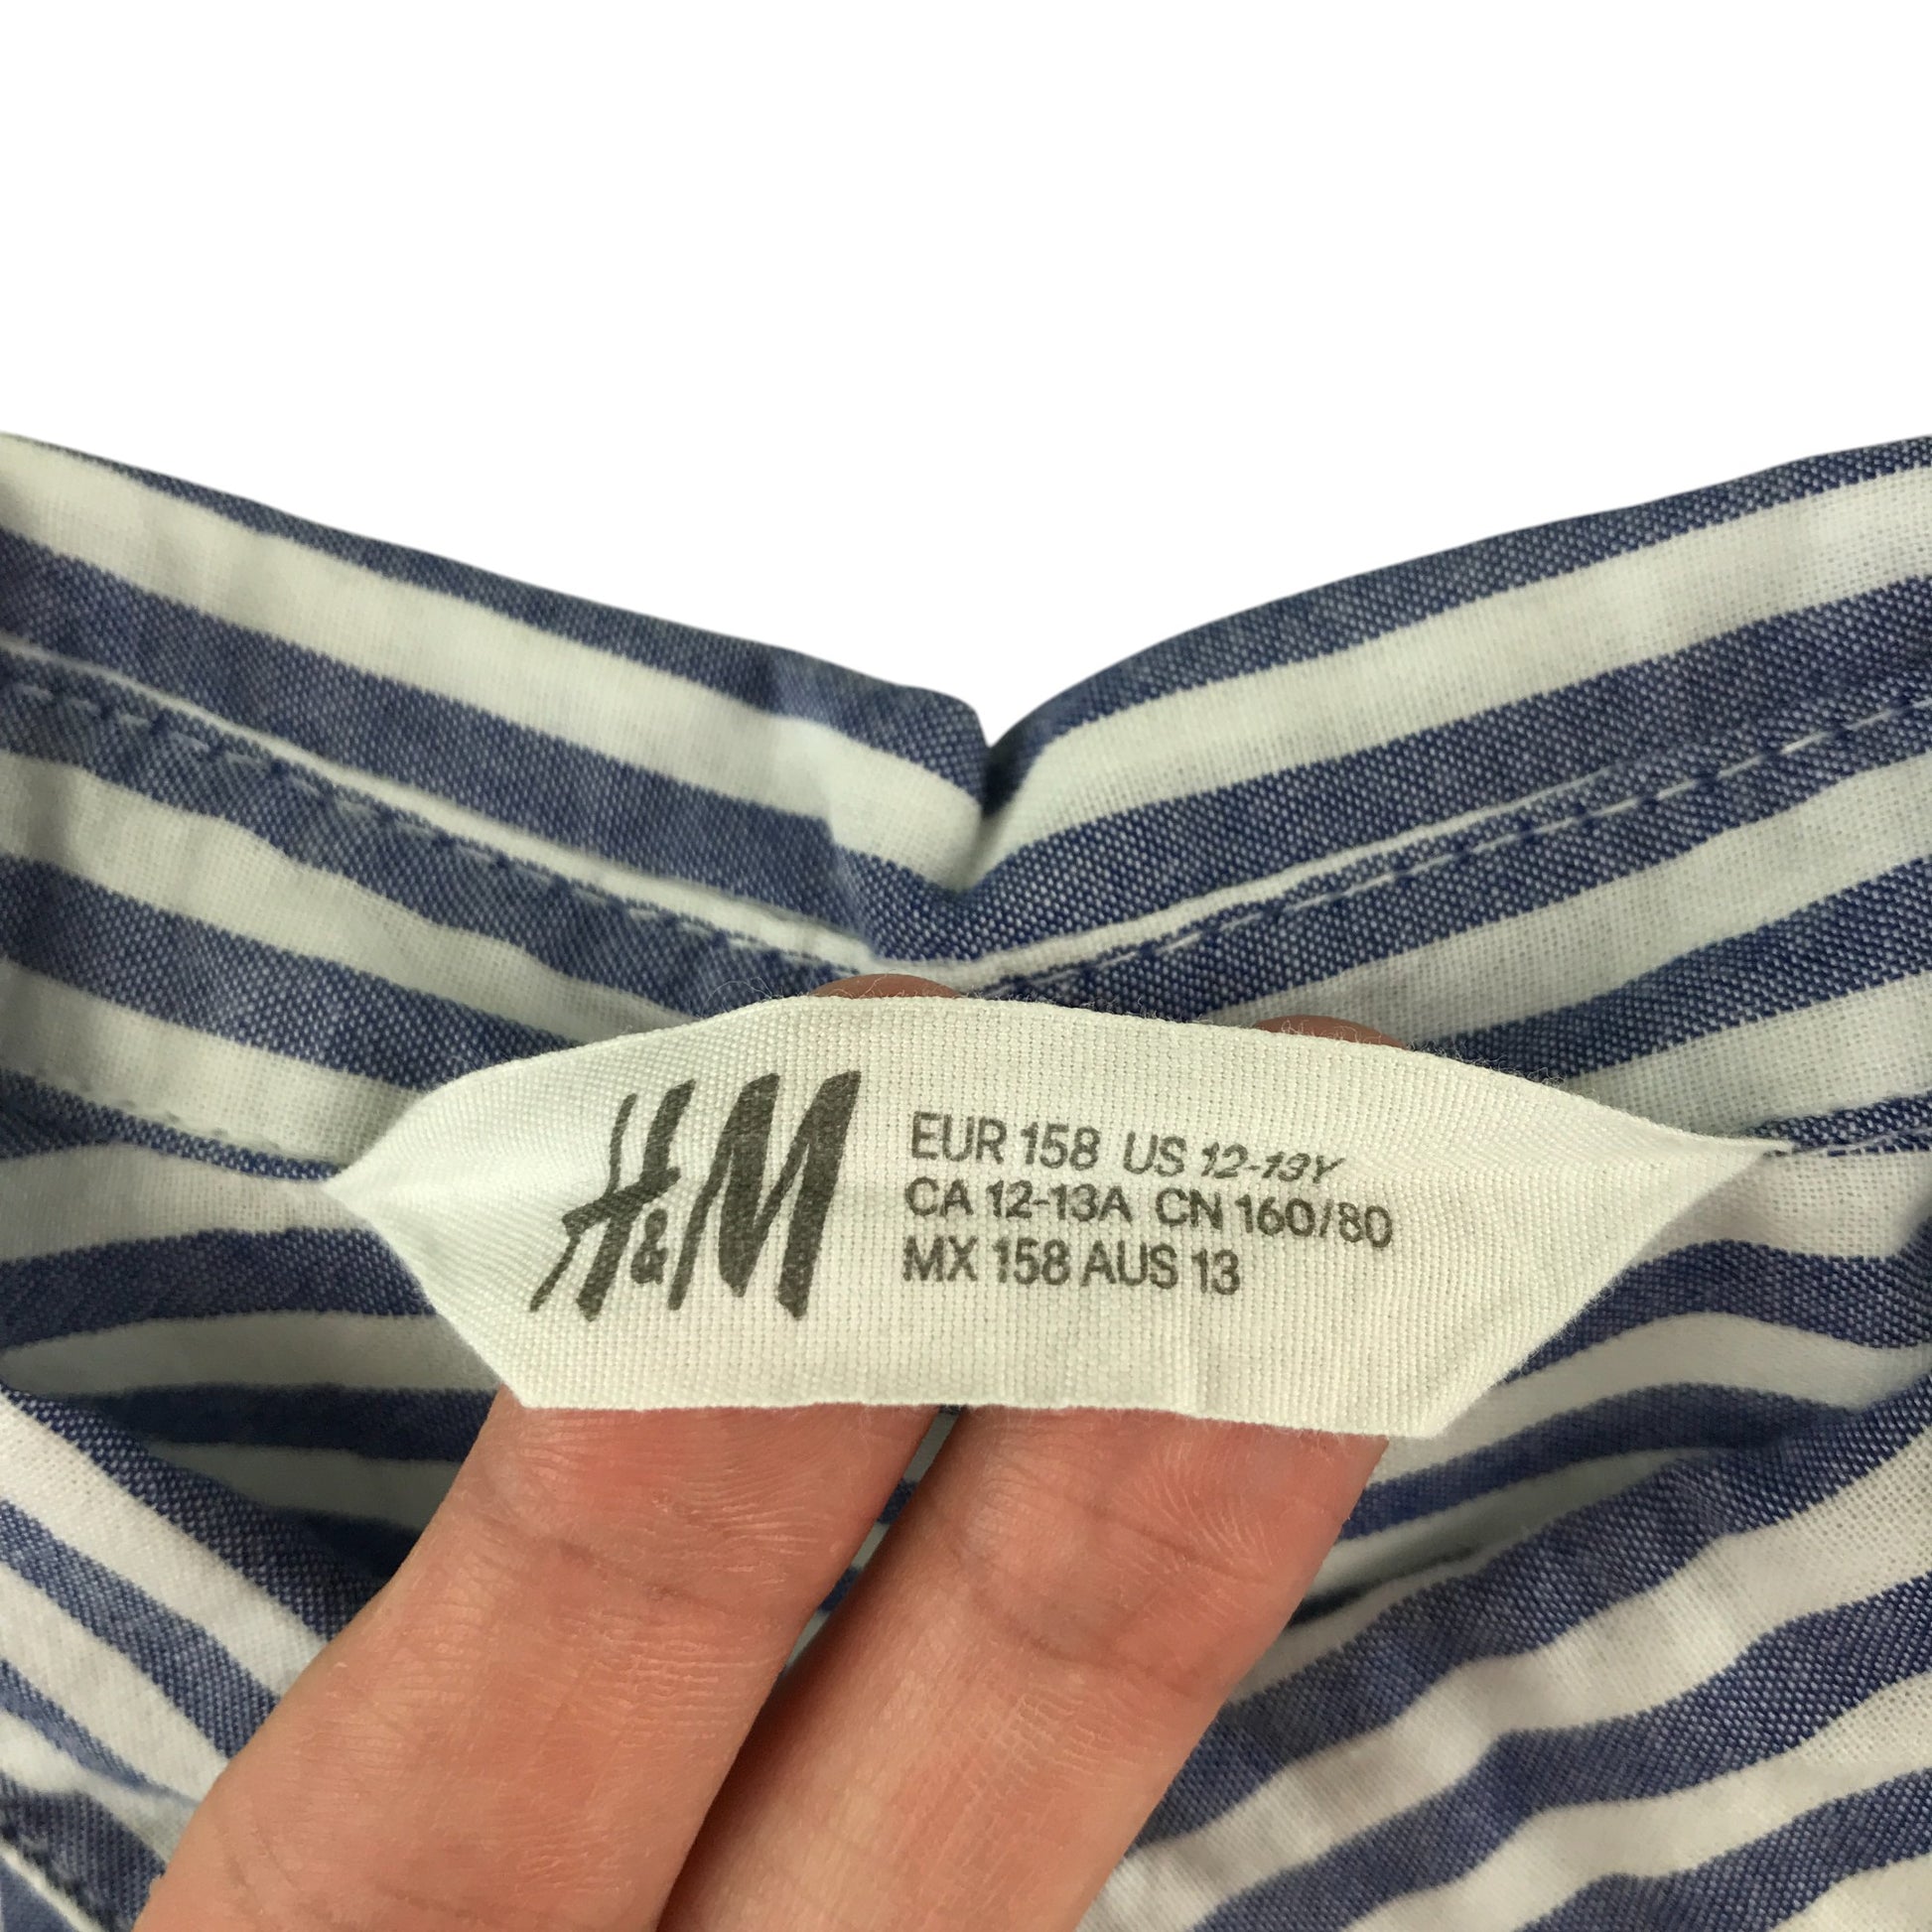 H&M
EUR 158 US 12-13Y
CA 12-13A CN 160/80
MX 158 AUS 13